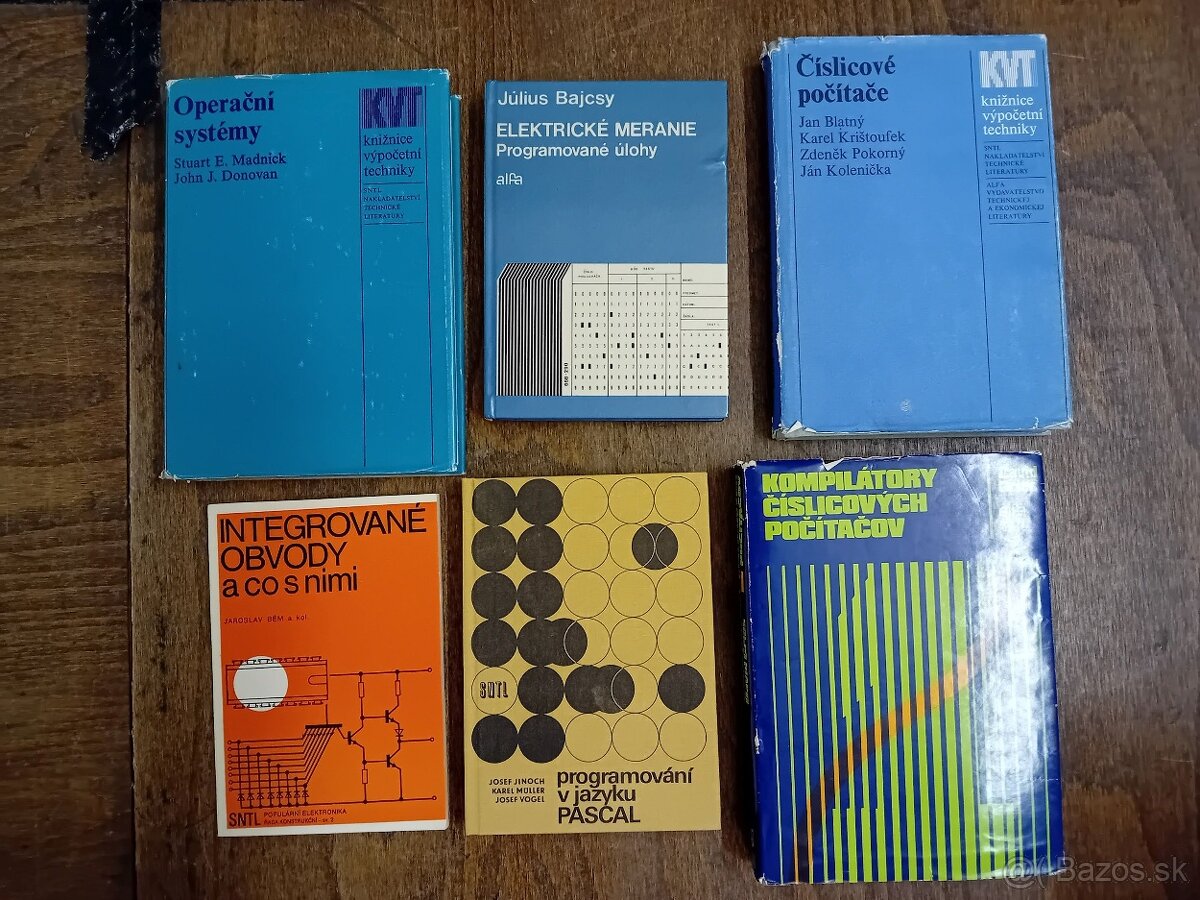 Operační
systémy
Stuart E. Madnick
John J. Donovan
KVT
knižnice
výpočetní
techniky
SNTL
NAKLADATELSTVÍ
TECHNICKÉ
LITERATURY
Július Bajcsy
ELEKTRICKÉ MERANIE
Programované úlohy
alfa
Číslicové
počítače
Jan Blatný
Karel Krištoufek
Zdeněk Pokorný
Ján Kolenička
KVT
knižnice
výpočetní
techniky
SNTL
NAKLADATELSTVÍ
TECHNICKÉ
LITERATURY
ALFA
VYDAVATEĽSTVO
TECHNICKEJ
A EKONOMICKEJ
LITERATÚRY
INTEGROVANÉ
OBVODY
a co s nimi
JAROSLAV BÉM a kol.
SNTL
POPULÁRNÍ ELEKTRONIKA
ŘADA KONSTRUKČNÍ
SNTL
JOSEF JINOCH
KAREL MÜLLER
JOSEF VOGEL
programování
v jazyku
PASCAL
KOMPILÁTORY
ČÍSLICOVÝCH
POČÍTAČOV
Bazos.sk